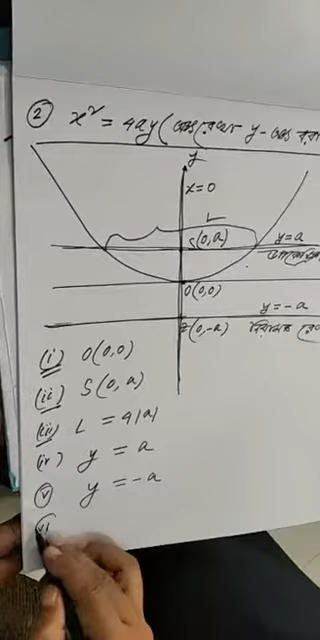 ② x² = 4ay (
y
x=0
L
S(0,a)
y=a
O(0,0)
y=-a
Z(0,-a)
(i) O(0,0)
(ii) S(0,a)
(iii) L = 4|a|
(iv) y = a
(v) y = -a